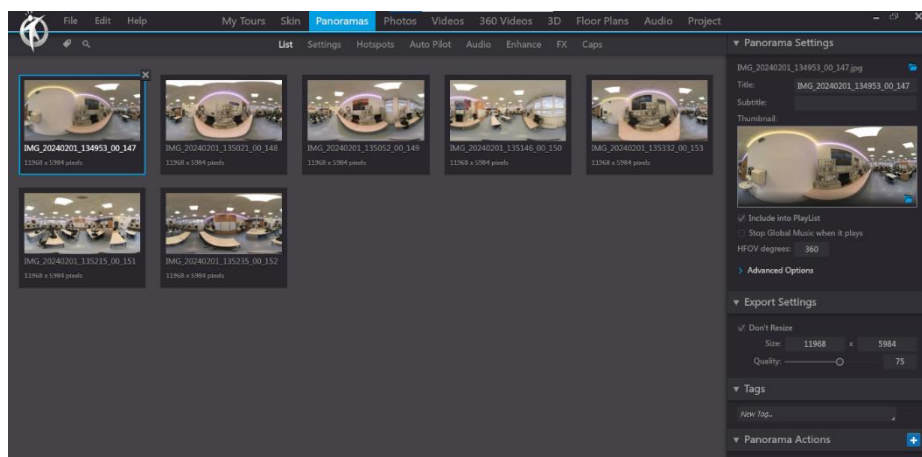 File Edit Help My Tours Skin Panoramas Photos Videos 360 Videos 3D Floor Plans Audio Project
List Settings Hotspots Auto Pilot Audio Enhance FX Caps
IMG_20240201_134953_00_147
11968 x 5984 pixels
IMG_20240201_135021_00_148
11968 x 5984 pixels
IMG_20240201_135052_00_149
11968 x 5984 pixels
IMG_20240201_135146_00_150
11968 x 5984 pixels
IMG_20240201_135332_00_153
11968 x 5984 pixels
IMG_20240201_135215_00_151
11968 x 5984 pixels
IMG_20240201_135235_00_152
11968 x 5984 pixels
Panorama Settings
IMG_20240201_134953_00_147.jpg
Title: IMG_20240201_134953_00_147
Subtitle:
Thumbnail:
Include into PlayList
Stop Global Music when it plays
HFOV degrees: 360
Advanced Options
Export Settings
Don't Resize
Size: 11968 x 5984
Quality: 75
Tags
New Tag...
Panorama Actions